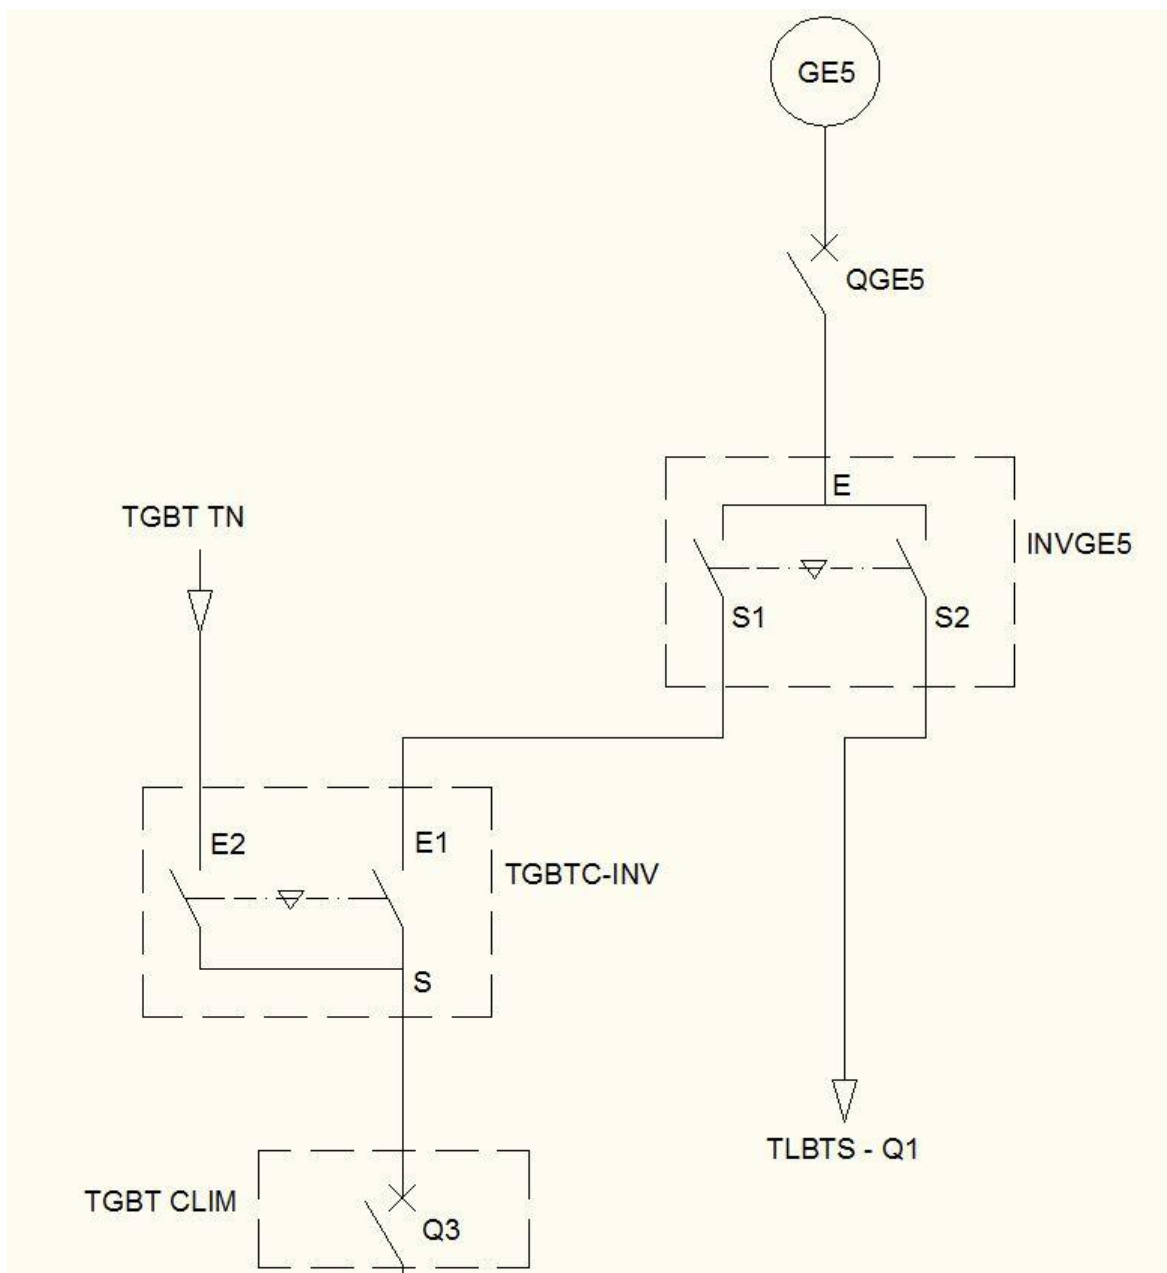 GE5
QGE5
E
TGBT TN
INVGE5
S1
S2
E2
E1
TGBTC-INV
S
TLBTS - Q1
TGBT CLIM
Q3